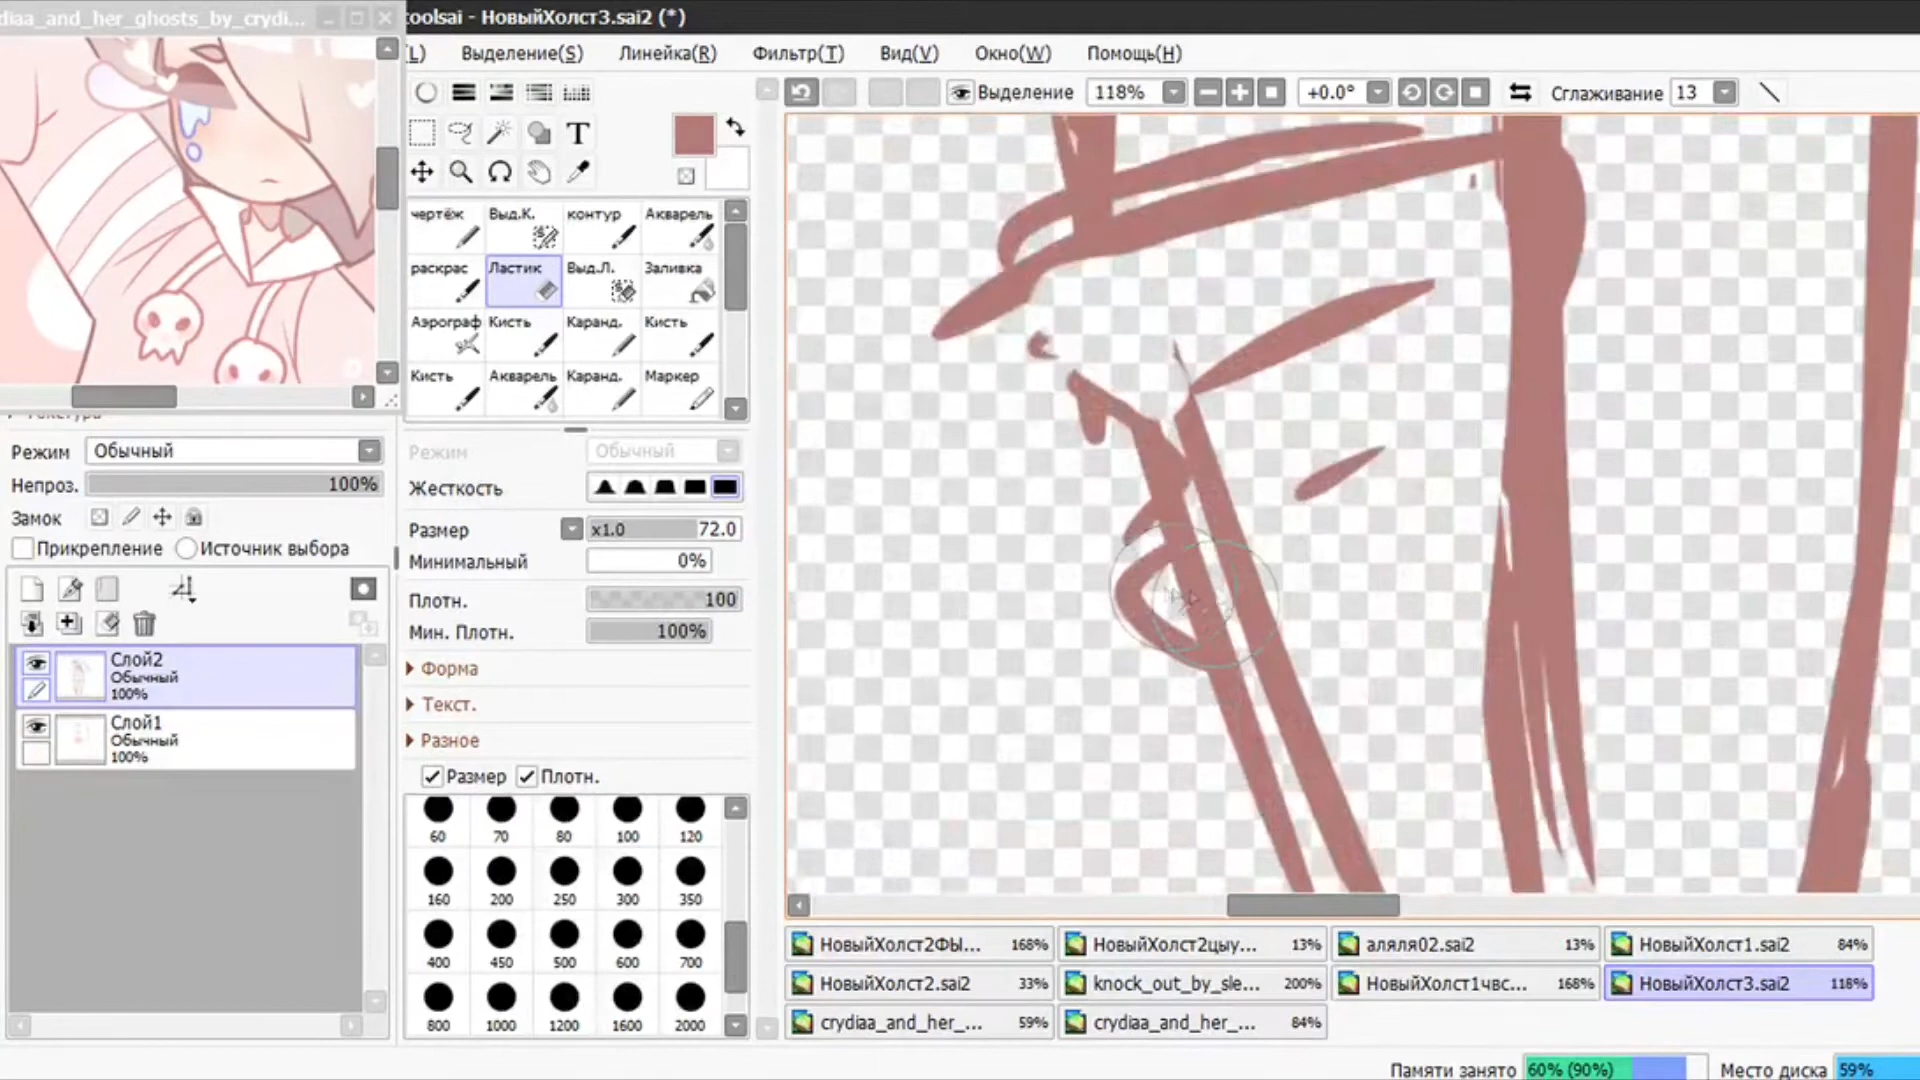 diaa_and_her_ghosts_by_crydi...
toolsai - НовыйХолст3.sai2 (*)
(L) Выделение(S) Линейка(R) Фильтр(T) Вид(V) Окно(W) Помощь(H)
Выделение 118% +0.0° Сглаживание 13
T
чертёж Выд.К. контур Акварель
раскрас Ластик Выд.Л. Заливка
Аэрограф Кисть Каранд. Кисть
Кисть Акварель Каранд. Маркер
Режим Обычный
Непроз. 100%
Замок
Прикрепление Источник выбора
Слой2
Обычный
100%
Слой1
Обычный
100%
Режим Обычный
Жесткость
Размер x1.0 72.0
Минимальный 0%
Плотн. 100
Мин. Плотн. 100%
Форма
Текст.
Разное
Размер Плотн.
60 70 80 100 120
160 200 250 300 350
400 450 500 600 700
800 1000 1200 1600 2000
НовыйХолст2ФЫ... 168% НовыйХолст2цыу... 13% аляля02.sai2 13% НовыйХолст1.sai2 84%
НовыйХолст2.sai2 33% knock_out_by_sle... 200% НовыйХолст1чвс... 168% НовыйХолст3.sai2 118%
crydiaa_and_her_... 59% crydiaa_and_her_... 84%
Памяти занято 60% (90%) Место диска 59%